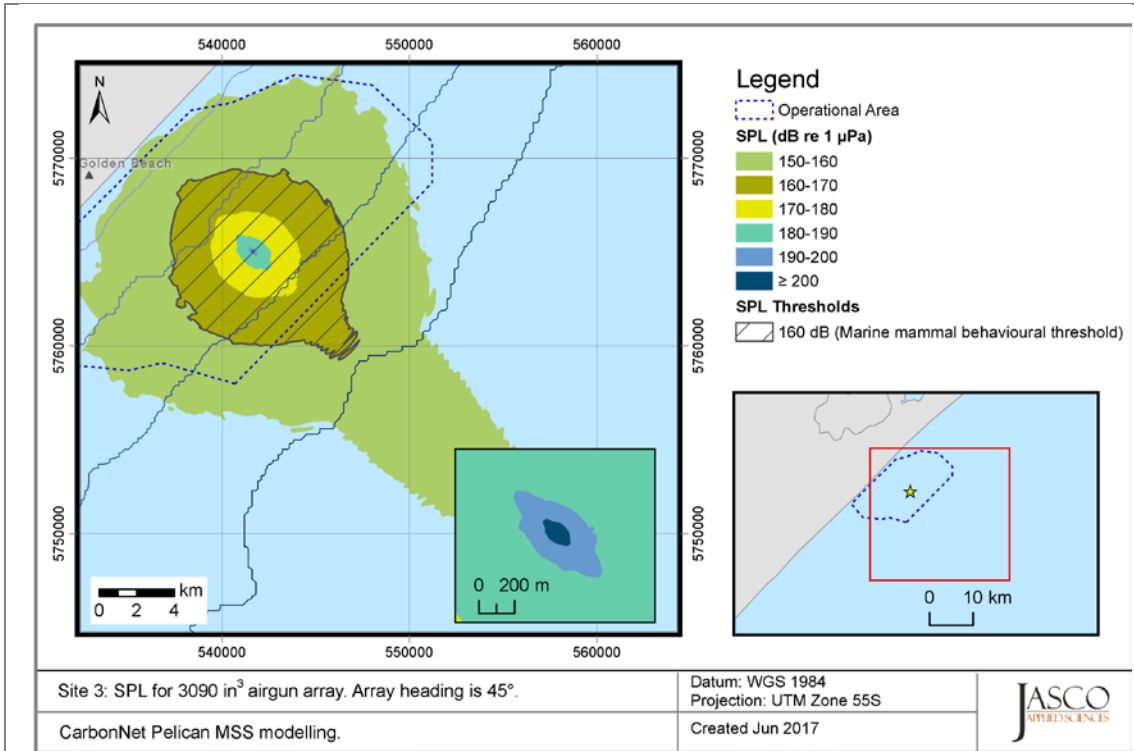 540000
550000
560000
N
Golden Beach
5770000
5760000
5750000
5770000
5760000
5750000
km
0 2 4
0 200 m
540000
550000
560000
Legend
Operational Area
SPL (dB re 1 µPa)
150-160
160-170
170-180
180-190
190-200
≥ 200
SPL Thresholds
160 dB (Marine mammal behavioural threshold)
0 10 km
Site 3: SPL for 3090 in³ airgun array. Array heading is 45°.
CarbonNet Pelican MSS modelling.
Datum: WGS 1984
Projection: UTM Zone 55S
Created Jun 2017
JASCO
APPLIED SCIENCES